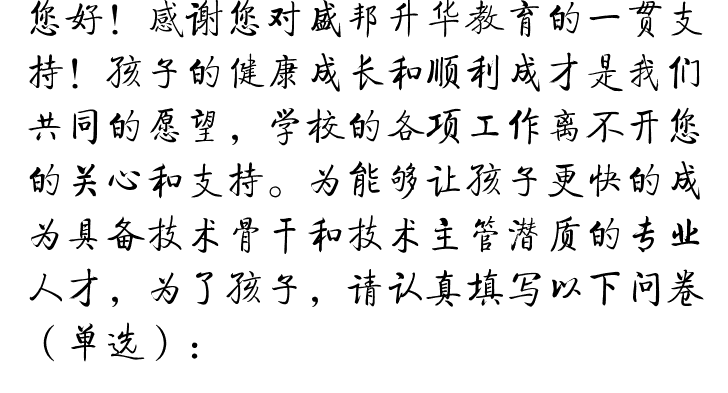 您好！感谢您对盛邦升华教育的一贯支
持！孩子的健康成长和顺利成才是我们
共同的愿望，学校的各项工作离不开您
的关心和支持。为能够让孩子更快的成
为具备技术骨干和技术主管潜质的专业
人才，为了孩子，请认真填写以下问卷
（单选）：